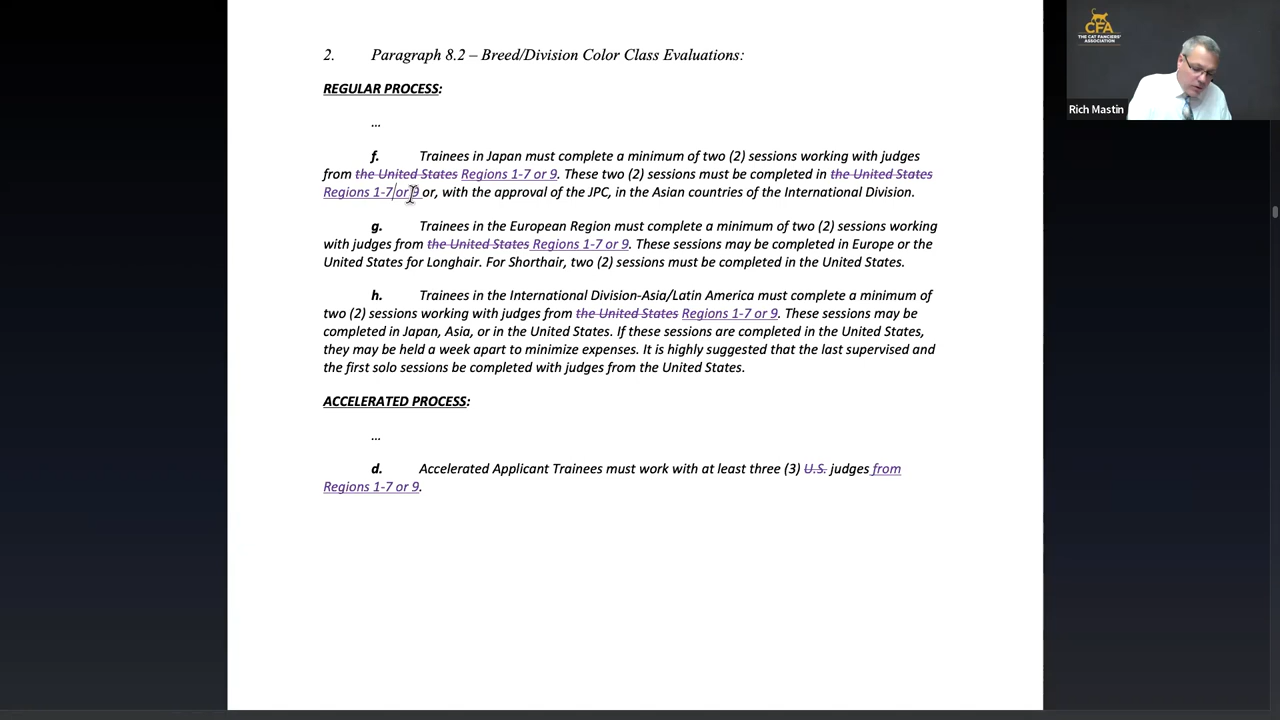 CFA
THE CAT FANCIERS'
ASSOCIATION
Rich Mastin
2. Paragraph 8.2 – Breed/Division Color Class Evaluations:
REGULAR PROCESS:
...
f. Trainees in Japan must complete a minimum of two (2) sessions working with judges
from the United States Regions 1-7 or 9. These two (2) sessions must be completed in the United States
Regions 1-7 or 9 or, with the approval of the JPC, in the Asian countries of the International Division.
g. Trainees in the European Region must complete a minimum of two (2) sessions working
with judges from the United States Regions 1-7 or 9. These sessions may be completed in Europe or the
United States for Longhair. For Shorthair, two (2) sessions must be completed in the United States.
h. Trainees in the International Division-Asia/Latin America must complete a minimum of
two (2) sessions working with judges from the United States Regions 1-7 or 9. These sessions may be
completed in Japan, Asia, or in the United States. If these sessions are completed in the United States,
they may be held a week apart to minimize expenses. It is highly suggested that the last supervised and
the first solo sessions be completed with judges from the United States.
ACCELERATED PROCESS:
...
d. Accelerated Applicant Trainees must work with at least three (3) U.S. judges from
Regions 1-7 or 9.